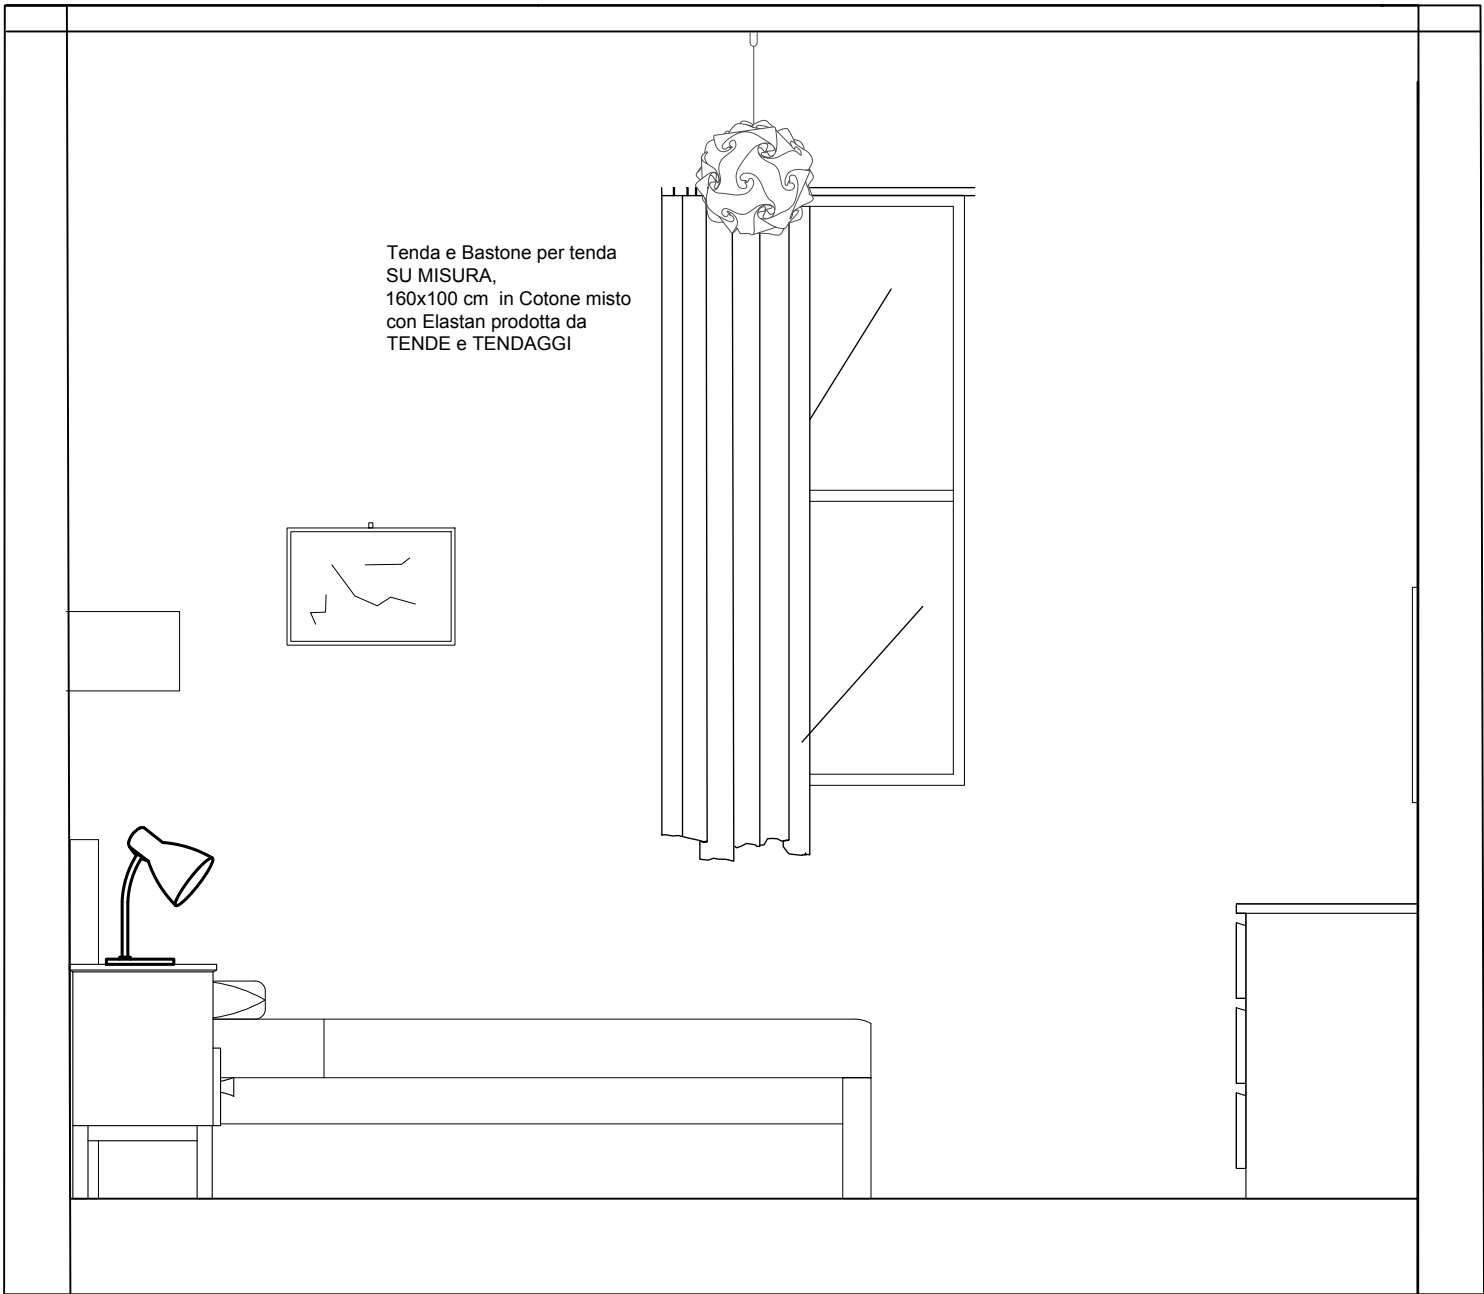 Tenda e Bastone per tenda
SU MISURA,
160x100 cm  in Cotone misto
con Elastan prodotta da
TENDE e TENDAGGI